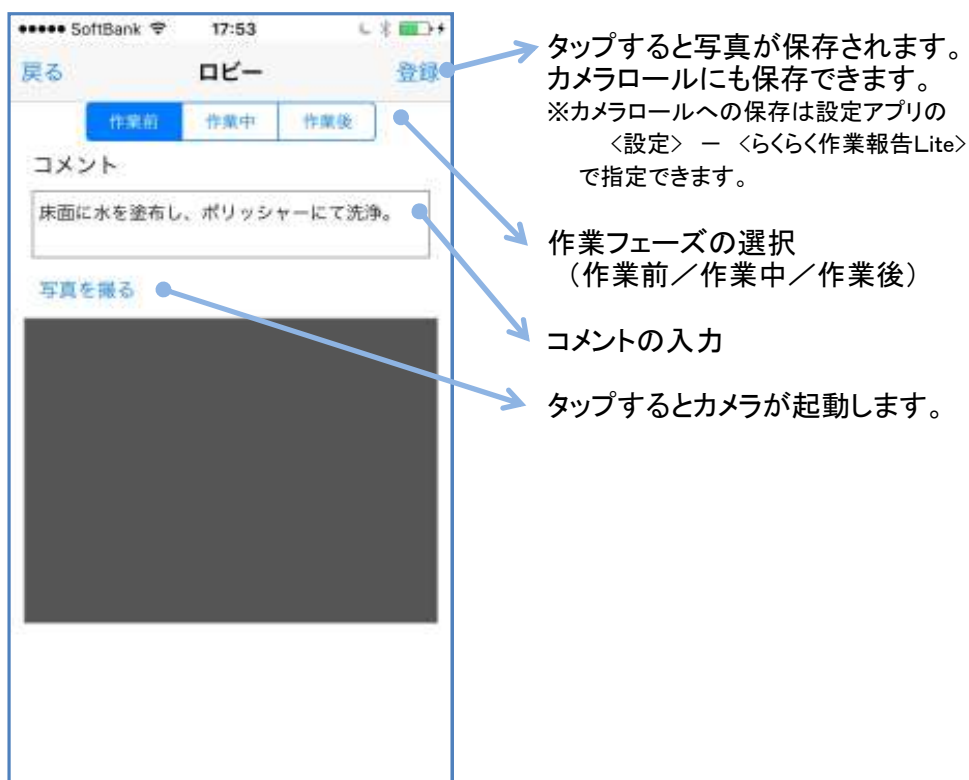 SoftBank 17:53
戻る ロビー 登録
作業前 作業中 作業後
コメント
床面に水を塗布し、ポリッシャーにて洗浄。
写真を撮る
タップすると写真が保存されます。
カメラロールにも保存できます。
※カメラロールへの保存は設定アプリの
<設定> － <らくらく作業報告Lite>
で指定できます。
作業フェーズの選択
（作業前／作業中／作業後）
コメントの入力
タップするとカメラが起動します。